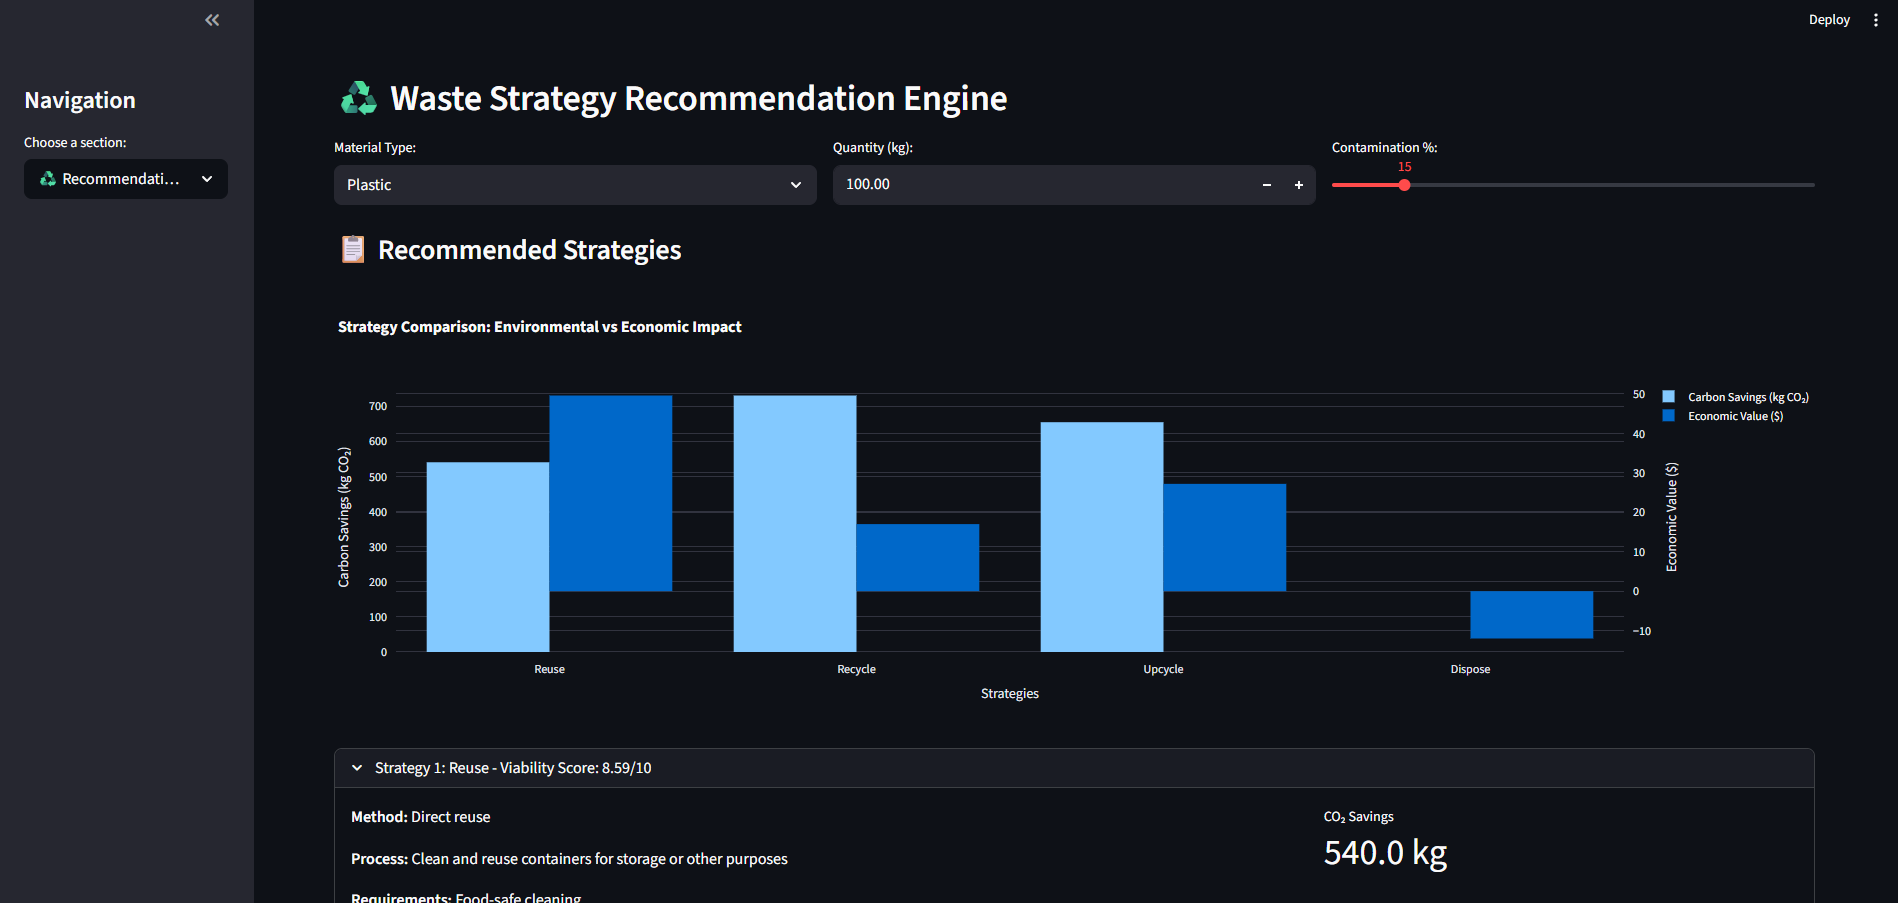 Deploy
Navigation
Choose a section:
Recommendati...
Waste Strategy Recommendation Engine
Material Type:
Plastic
Quantity (kg):
100.00
Contamination %:
15
Recommended Strategies
Strategy Comparison: Environmental vs Economic Impact
Carbon Savings (kg CO₂)
700
600
500
400
300
200
100
0
50
40
30
20
10
0
−10
Economic Value ($)
Carbon Savings (kg CO₂)
Economic Value ($)
Reuse
Recycle
Upcycle
Dispose
Strategies
Strategy 1: Reuse - Viability Score: 8.59/10
Method: Direct reuse
Process: Clean and reuse containers for storage or other purposes
Requirements: Food-safe cleaning
CO₂ Savings
540.0 kg